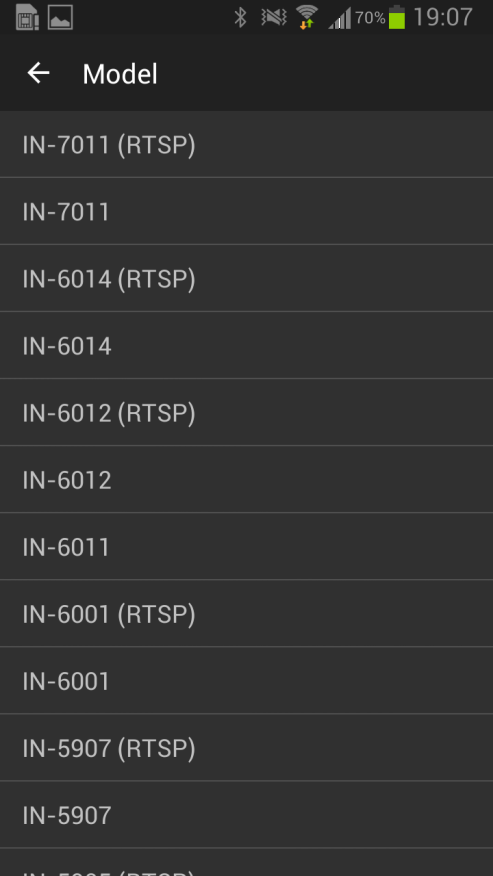 70% 19:07
Model
IN-7011 (RTSP)
IN-7011
IN-6014 (RTSP)
IN-6014
IN-6012 (RTSP)
IN-6012
IN-6011
IN-6001 (RTSP)
IN-6001
IN-5907 (RTSP)
IN-5907